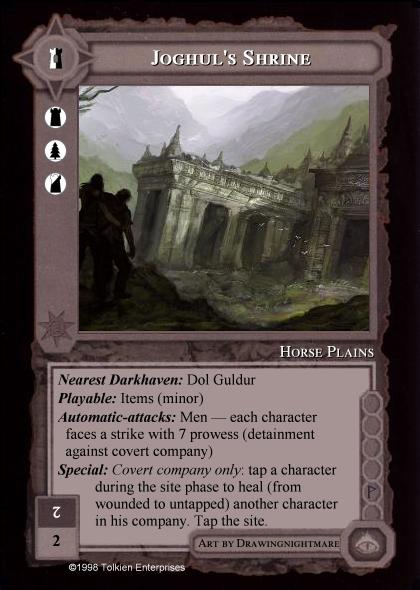 Joghul's Shrine
Horse Plains
Nearest Darkhaven: Dol Guldur
Playable: Items (minor)
Automatic-attacks: Men — each character
faces a strike with 7 prowess (detainment
against covert company)
Special: Covert company only: tap a character
during the site phase to heal (from
wounded to untapped) another character
in his company. Tap the site.
2
2
Art by Drawingnightmare
©1998 Tolkien Enterprises